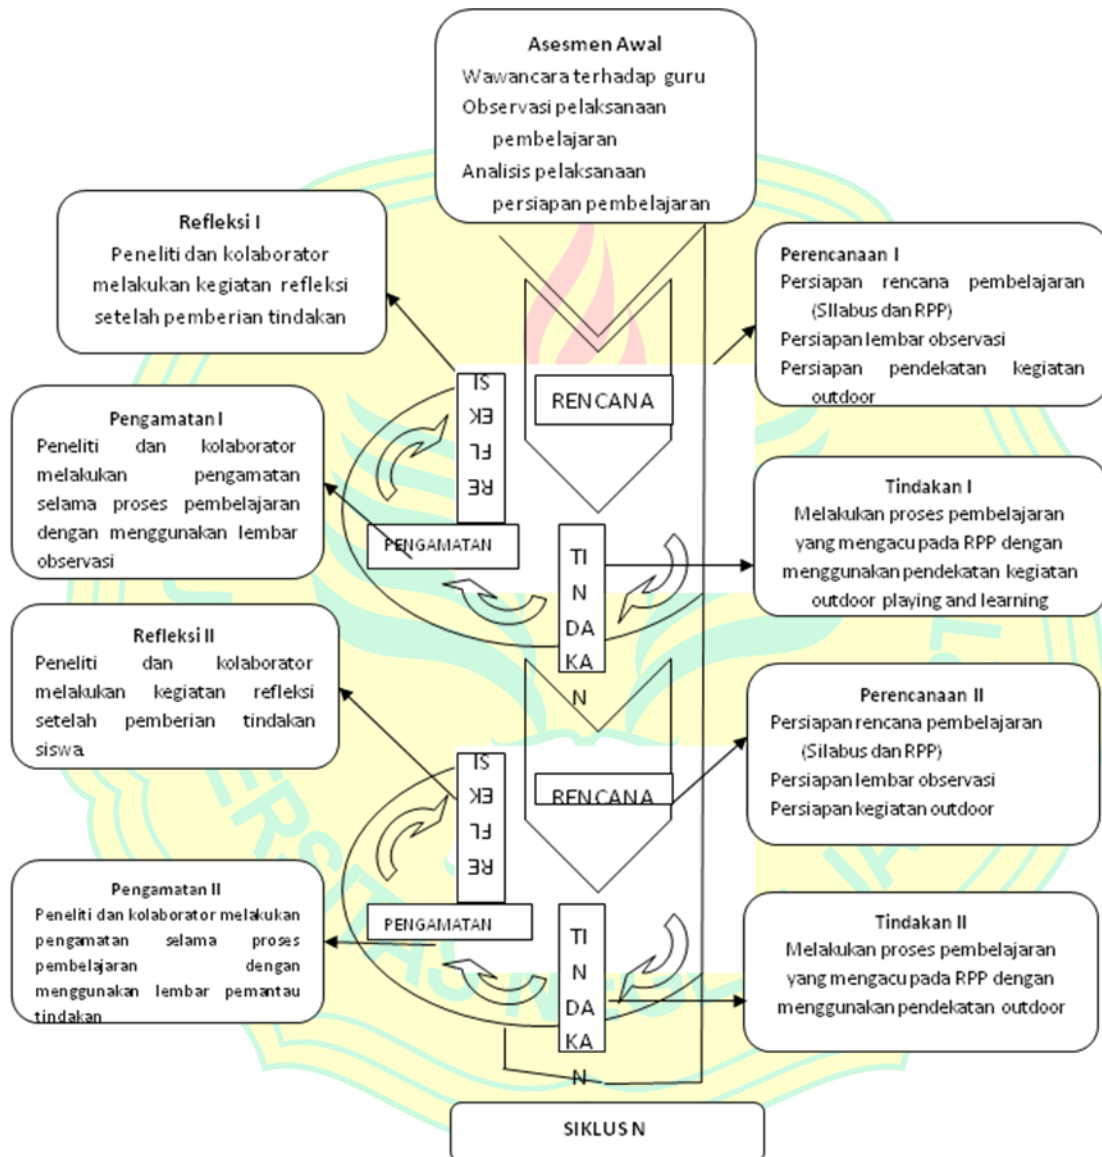 Asesmen Awal
Wawancara terhadap guru
Observasi pelaksanaan
pembelajaran
Analisis pelaksanaan
persiapan pembelajaran
Refleksi I
Peneliti dan kolaborator
melakukan kegiatan refleksi
setelah pemberian tindakan
Perencanaan I
Persiapan rencana pembelajaran
(SIlabus dan RPP)
Persiapan lembar observasi
Persiapan pendekatan kegiatan
outdoor
RENCANA
RE
FL
EK
SI
Pengamatan I
Peneliti dan kolaborator
melakukan pengamatan
selama proses pembelajaran
dengan menggunakan lembar
observasi
PENGAMATAN
TI
N
DA
KA
N
Tindakan I
Melakukan proses pembelajaran
yang mengacu pada RPP dengan
menggunakan pendekatan kegiatan
outdoor playing and learning
Refleksi II
Peneliti dan kolaborator
melakukan kegiatan refleksi
setelah pemberian tindakan
siswa
Perencanaan II
Persiapan rencana pembelajaran
(Silabus dan RPP)
Persiapan lembar observasi
Persiapan kegiatan outdoor
RENCANA
RE
FL
EK
SI
Pengamatan II
Peneliti dan kolaborator melakukan
pengamatan selama proses
pembelajaran dengan
menggunakan lembar pemantau
tindakan
PENGAMATAN
TI
N
DA
KA
N
Tindakan II
Melakukan proses pembelajaran
yang mengacu pada RPP dengan
menggunakan pendekatan outdoor
SIKLUS N